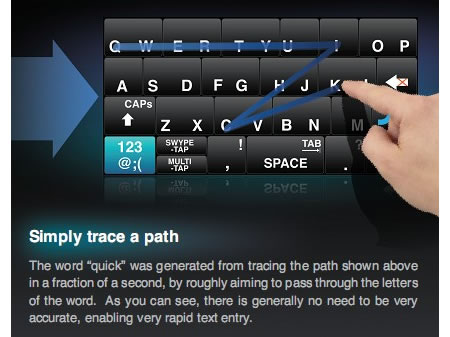 Q W E R T Y U I O P
A S D F G H J K L
CAPs
Z X C V B N M
123
@;(
SWYPE
-TAP
MULTI
-TAP
!
,
TAB
SPACE
?
.
Simply trace a path
The word “quick” was generated from tracing the path shown above
in a fraction of a second, by roughly aiming to pass through the letters
of the word.  As you can see, there is generally no need to be very
accurate, enabling very rapid text entry.